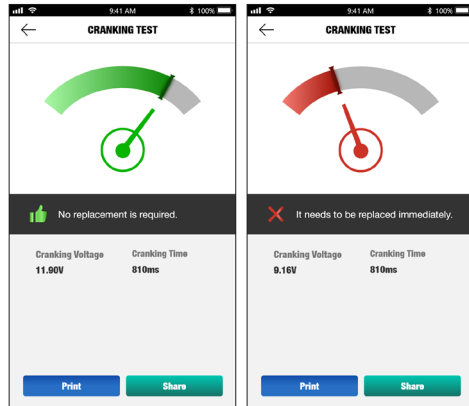 9:41 AM
100%
CRANKING TEST
No replacement is required.
Cranking Voltage
Cranking Time
11.90V
810ms
Print
Share
9:41 AM
100%
CRANKING TEST
It needs to be replaced immediately.
Cranking Voltage
Cranking Time
9.16V
810ms
Print
Share